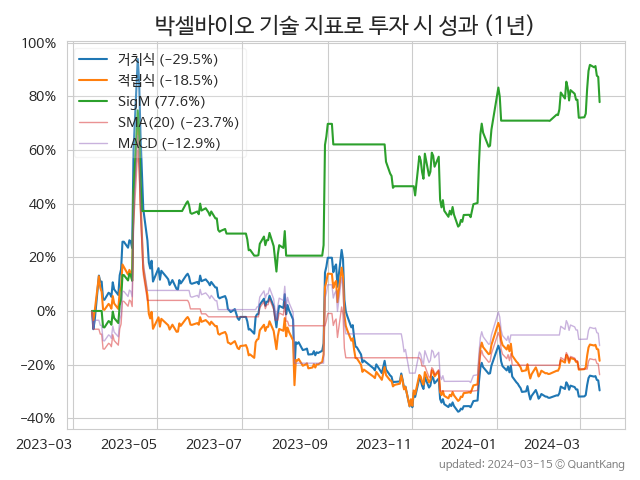 박셀바이오 기술 지표로 투자 시 성과 (1년)
100%
80%
60%
40%
20%
0%
−20%
−40%
거치식 (−29.5%)
적립식 (−18.5%)
SigM (77.6%)
SMA(20) (−23.7%)
MACD (−12.9%)
2023−03
2023−05
2023−07
2023−09
2023−11
2024−01
2024−03
updated: 2024−03−15 ⓒ QuantKang